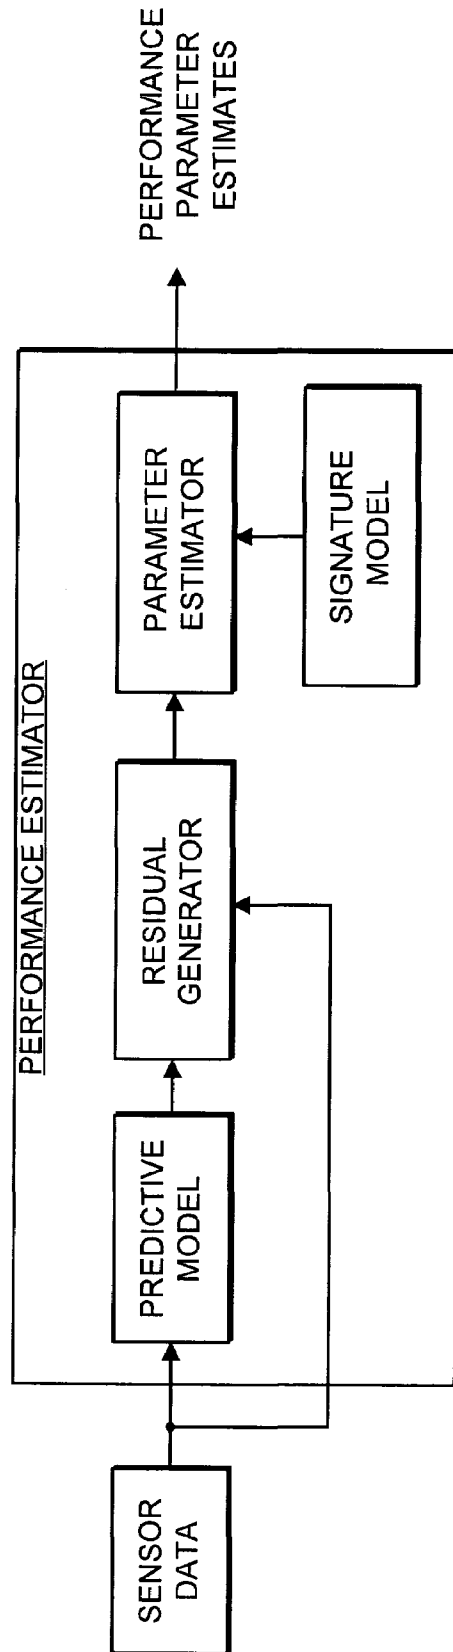 PERFORMANCE ESTIMATOR
SENSOR
DATA
PREDICTIVE
MODEL
RESIDUAL
GENERATOR
PARAMETER
ESTIMATOR
SIGNATURE
MODEL
PERFORMANCE
PARAMETER
ESTIMATES